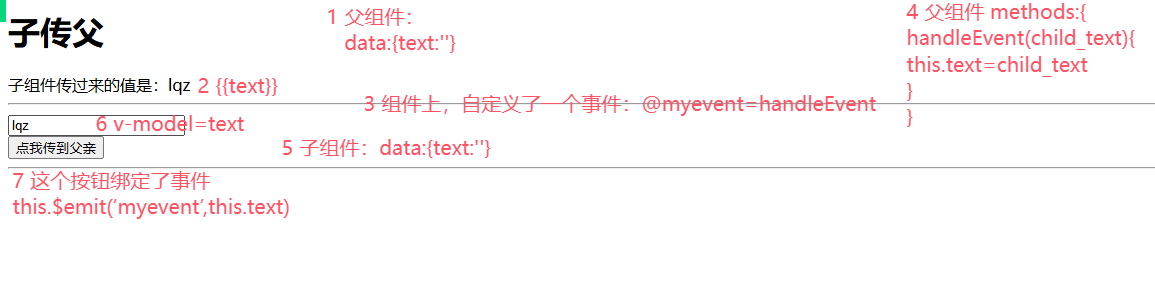 子传父
1 父组件：
data:{text:''}
4 父组件 methods:{
handleEvent(child_text){
this.text=child_text
}
}
子组件传过来的值是：lqz 2 {{text}}
3 组件上，自定义了一个事件：@myevent=handleEvent
lqz 6 v-model=text
点我传到父亲 5 子组件：data:{text:''}
7 这个按钮绑定了事件
this.$emit(‘myevent’,this.text)